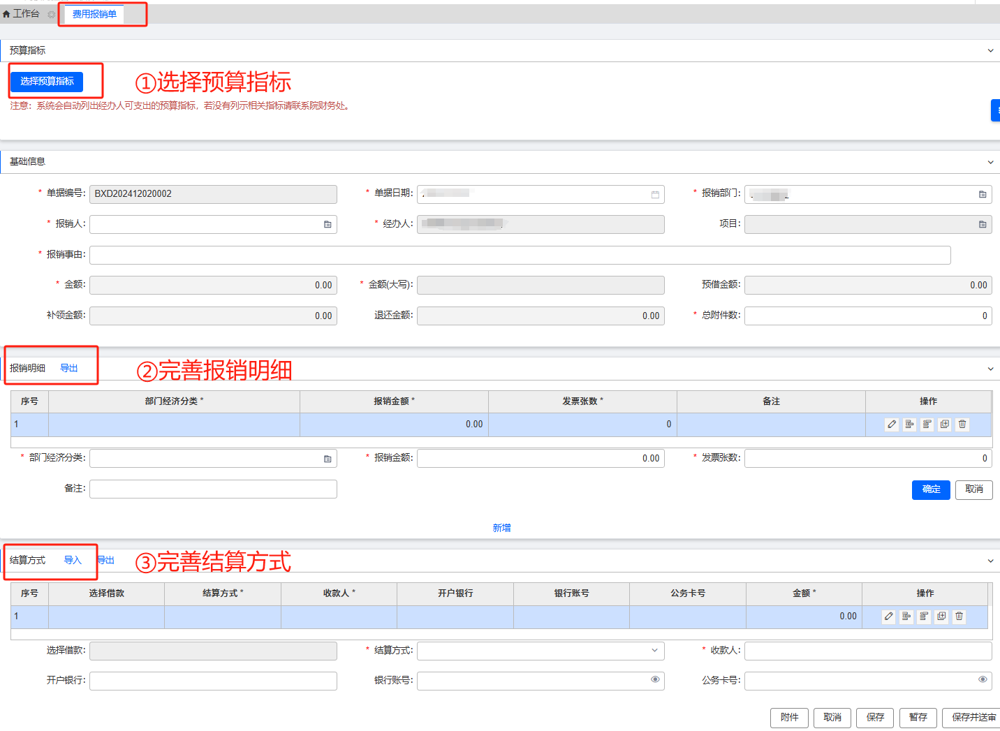 工作台 费用报销单
预算指标
选择预算指标 ①选择预算指标
注意：系统会自动列出经办人可支出的预算指标，若没有列示相关指标请联系院财务处。
基础信息
* 单据编号: BXD202412020002 * 单据日期: * 报销部门:
* 报销人: * 经办人: 项目:
* 报销事由:
* 金额: 0.00 * 金额(大写): 预借金额: 0.00
补领金额: 0.00 退还金额: 0.00 * 总附件数: 0
报销明细 导出 ②完善报销明细
序号 部门经济分类 * 报销金额 * 发票张数 * 备注 操作
1 0.00 0
* 部门经济分类: * 报销金额: 0.00 * 发票张数: 0
备注: 确定 取消
新增
结算方式 导入 导出 ③完善结算方式
序号 选择借款 结算方式 * 收款人 * 开户银行 银行账号 公务卡号 金额 * 操作
1 0.00
选择借款: * 结算方式: * 收款人:
开户银行: 银行账号: 公务卡号:
附件 取消 保存 暂存 保存并送审